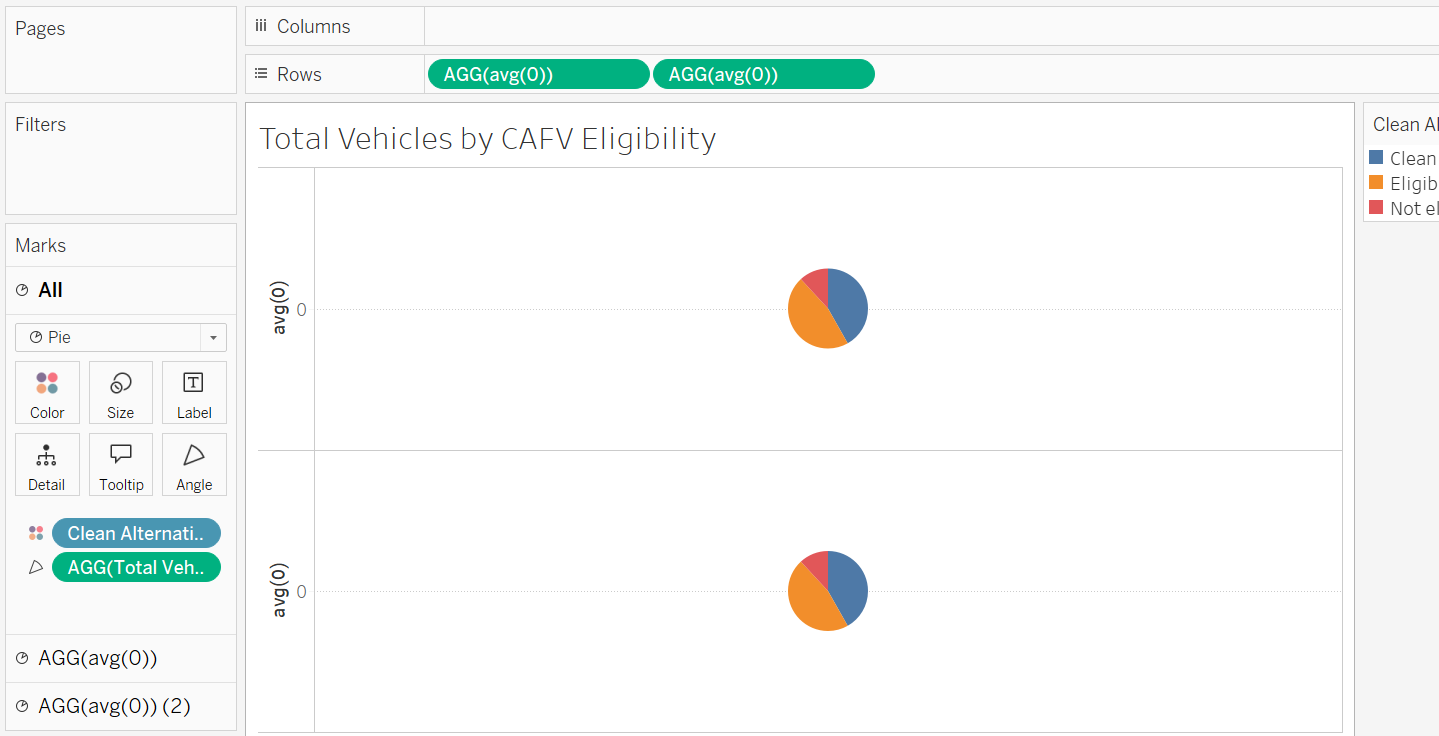 Pages
Columns
Rows
AGG(avg(0))
AGG(avg(0))
Filters
Marks
All
Pie
Color
Size
Label
Detail
Tooltip
Angle
Clean Alternati..
AGG(Total Veh..
AGG(avg(0))
AGG(avg(0)) (2)
Total Vehicles by CAFV Eligibility
avg(0)
0
avg(0)
0
Clean Al
Clean
Eligib
Not el